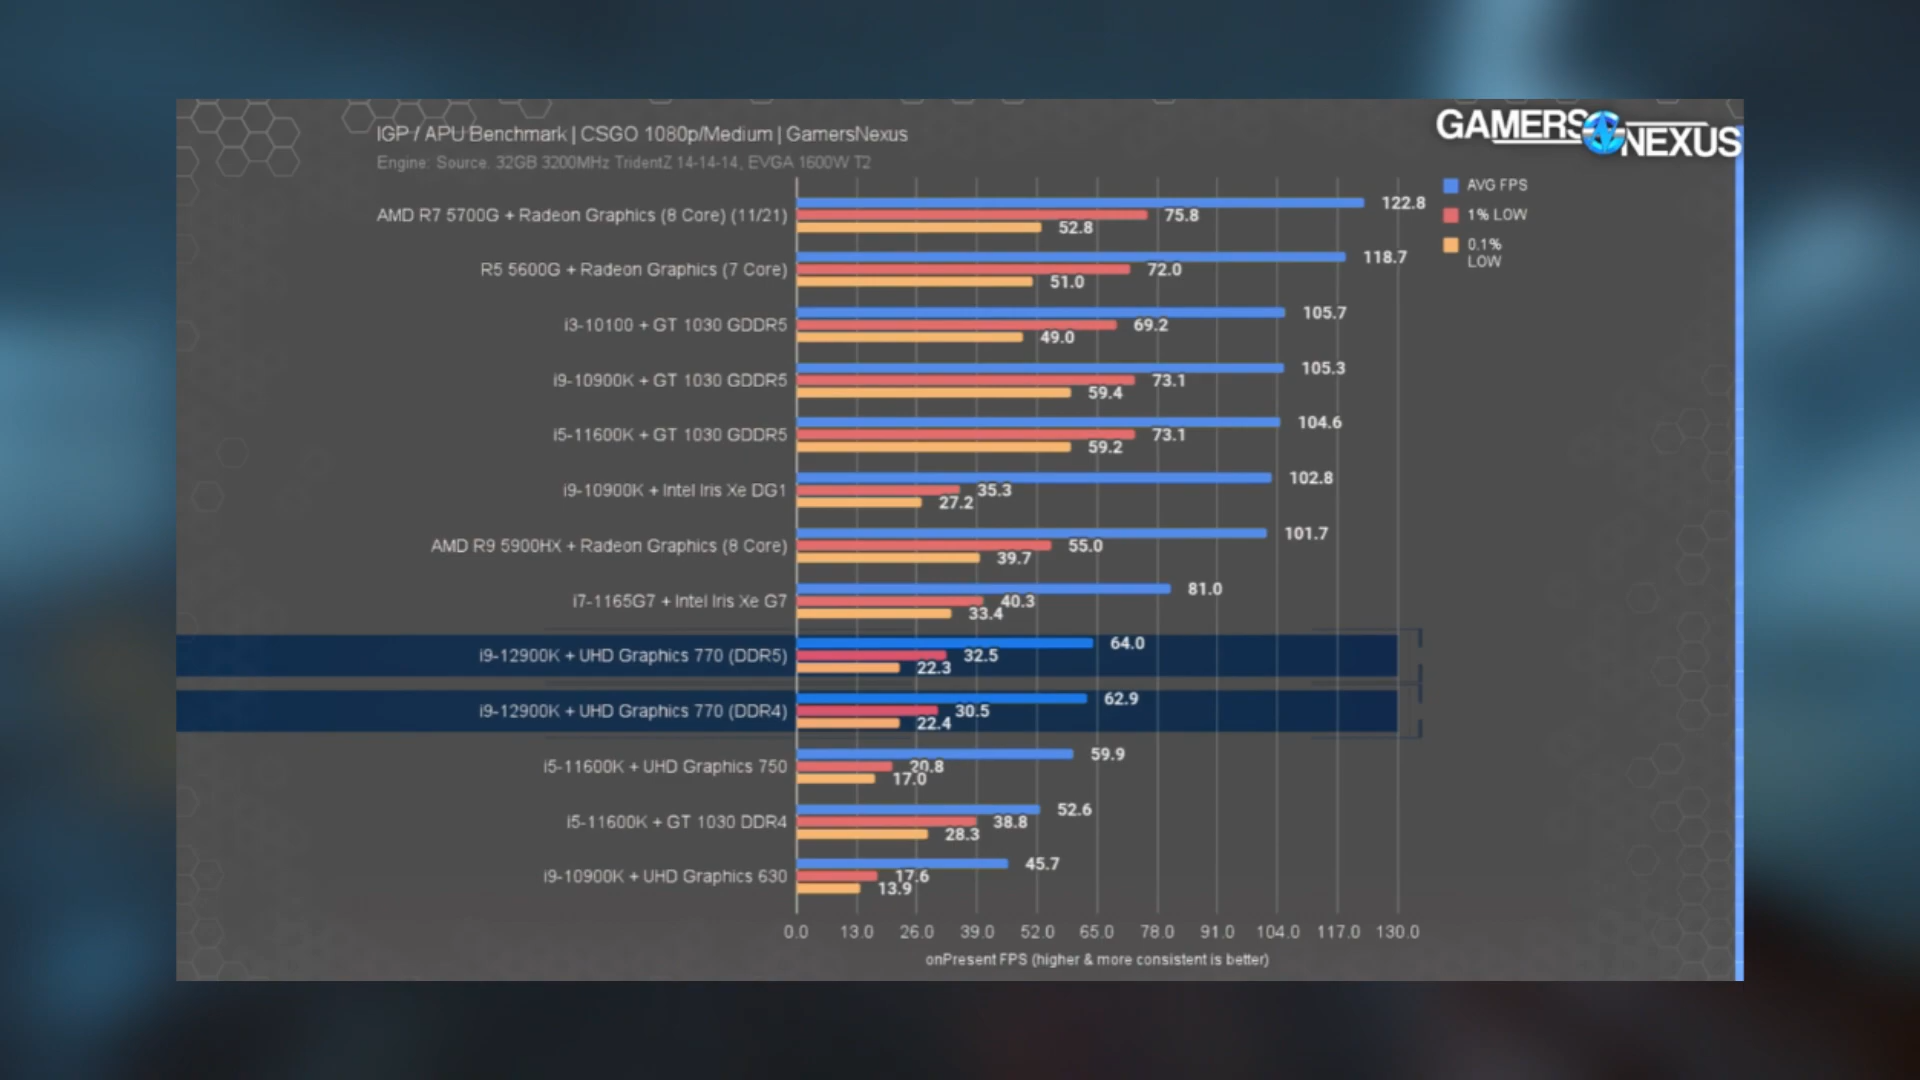 GAMERS NEXUS
IGP / APU Benchmark | CSGO 1080p/Medium | GamersNexus
Engine: Source. 32GB 3200MHz TridentZ 14-14-14, EVGA 1600W T2
AVG FPS
1% LOW
0.1%
LOW
AMD R7 5700G + Radeon Graphics (8 Core) (11/21)
122.8
75.8
52.8
R5 5600G + Radeon Graphics (7 Core)
118.7
72.0
51.0
i3-10100 + GT 1030 GDDR5
105.7
69.2
49.0
i9-10900K + GT 1030 GDDR5
105.3
73.1
59.4
i5-11600K + GT 1030 GDDR5
104.6
73.1
59.2
i9-10900K + Intel Iris Xe DG1
102.8
35.3
27.2
AMD R9 5900HX + Radeon Graphics (8 Core)
101.7
55.0
39.7
i7-1165G7 + Intel Iris Xe G7
81.0
40.3
33.4
i9-12900K + UHD Graphics 770 (DDR5)
64.0
32.5
22.3
i9-12900K + UHD Graphics 770 (DDR4)
62.9
30.5
22.4
i5-11600K + UHD Graphics 750
59.9
20.8
17.0
i5-11600K + GT 1030 DDR4
52.6
38.8
28.3
i9-10900K + UHD Graphics 630
45.7
17.6
13.9
0.0 13.0 26.0 39.0 52.0 65.0 78.0 91.0 104.0 117.0 130.0
onPresent FPS (higher & more consistent is better)